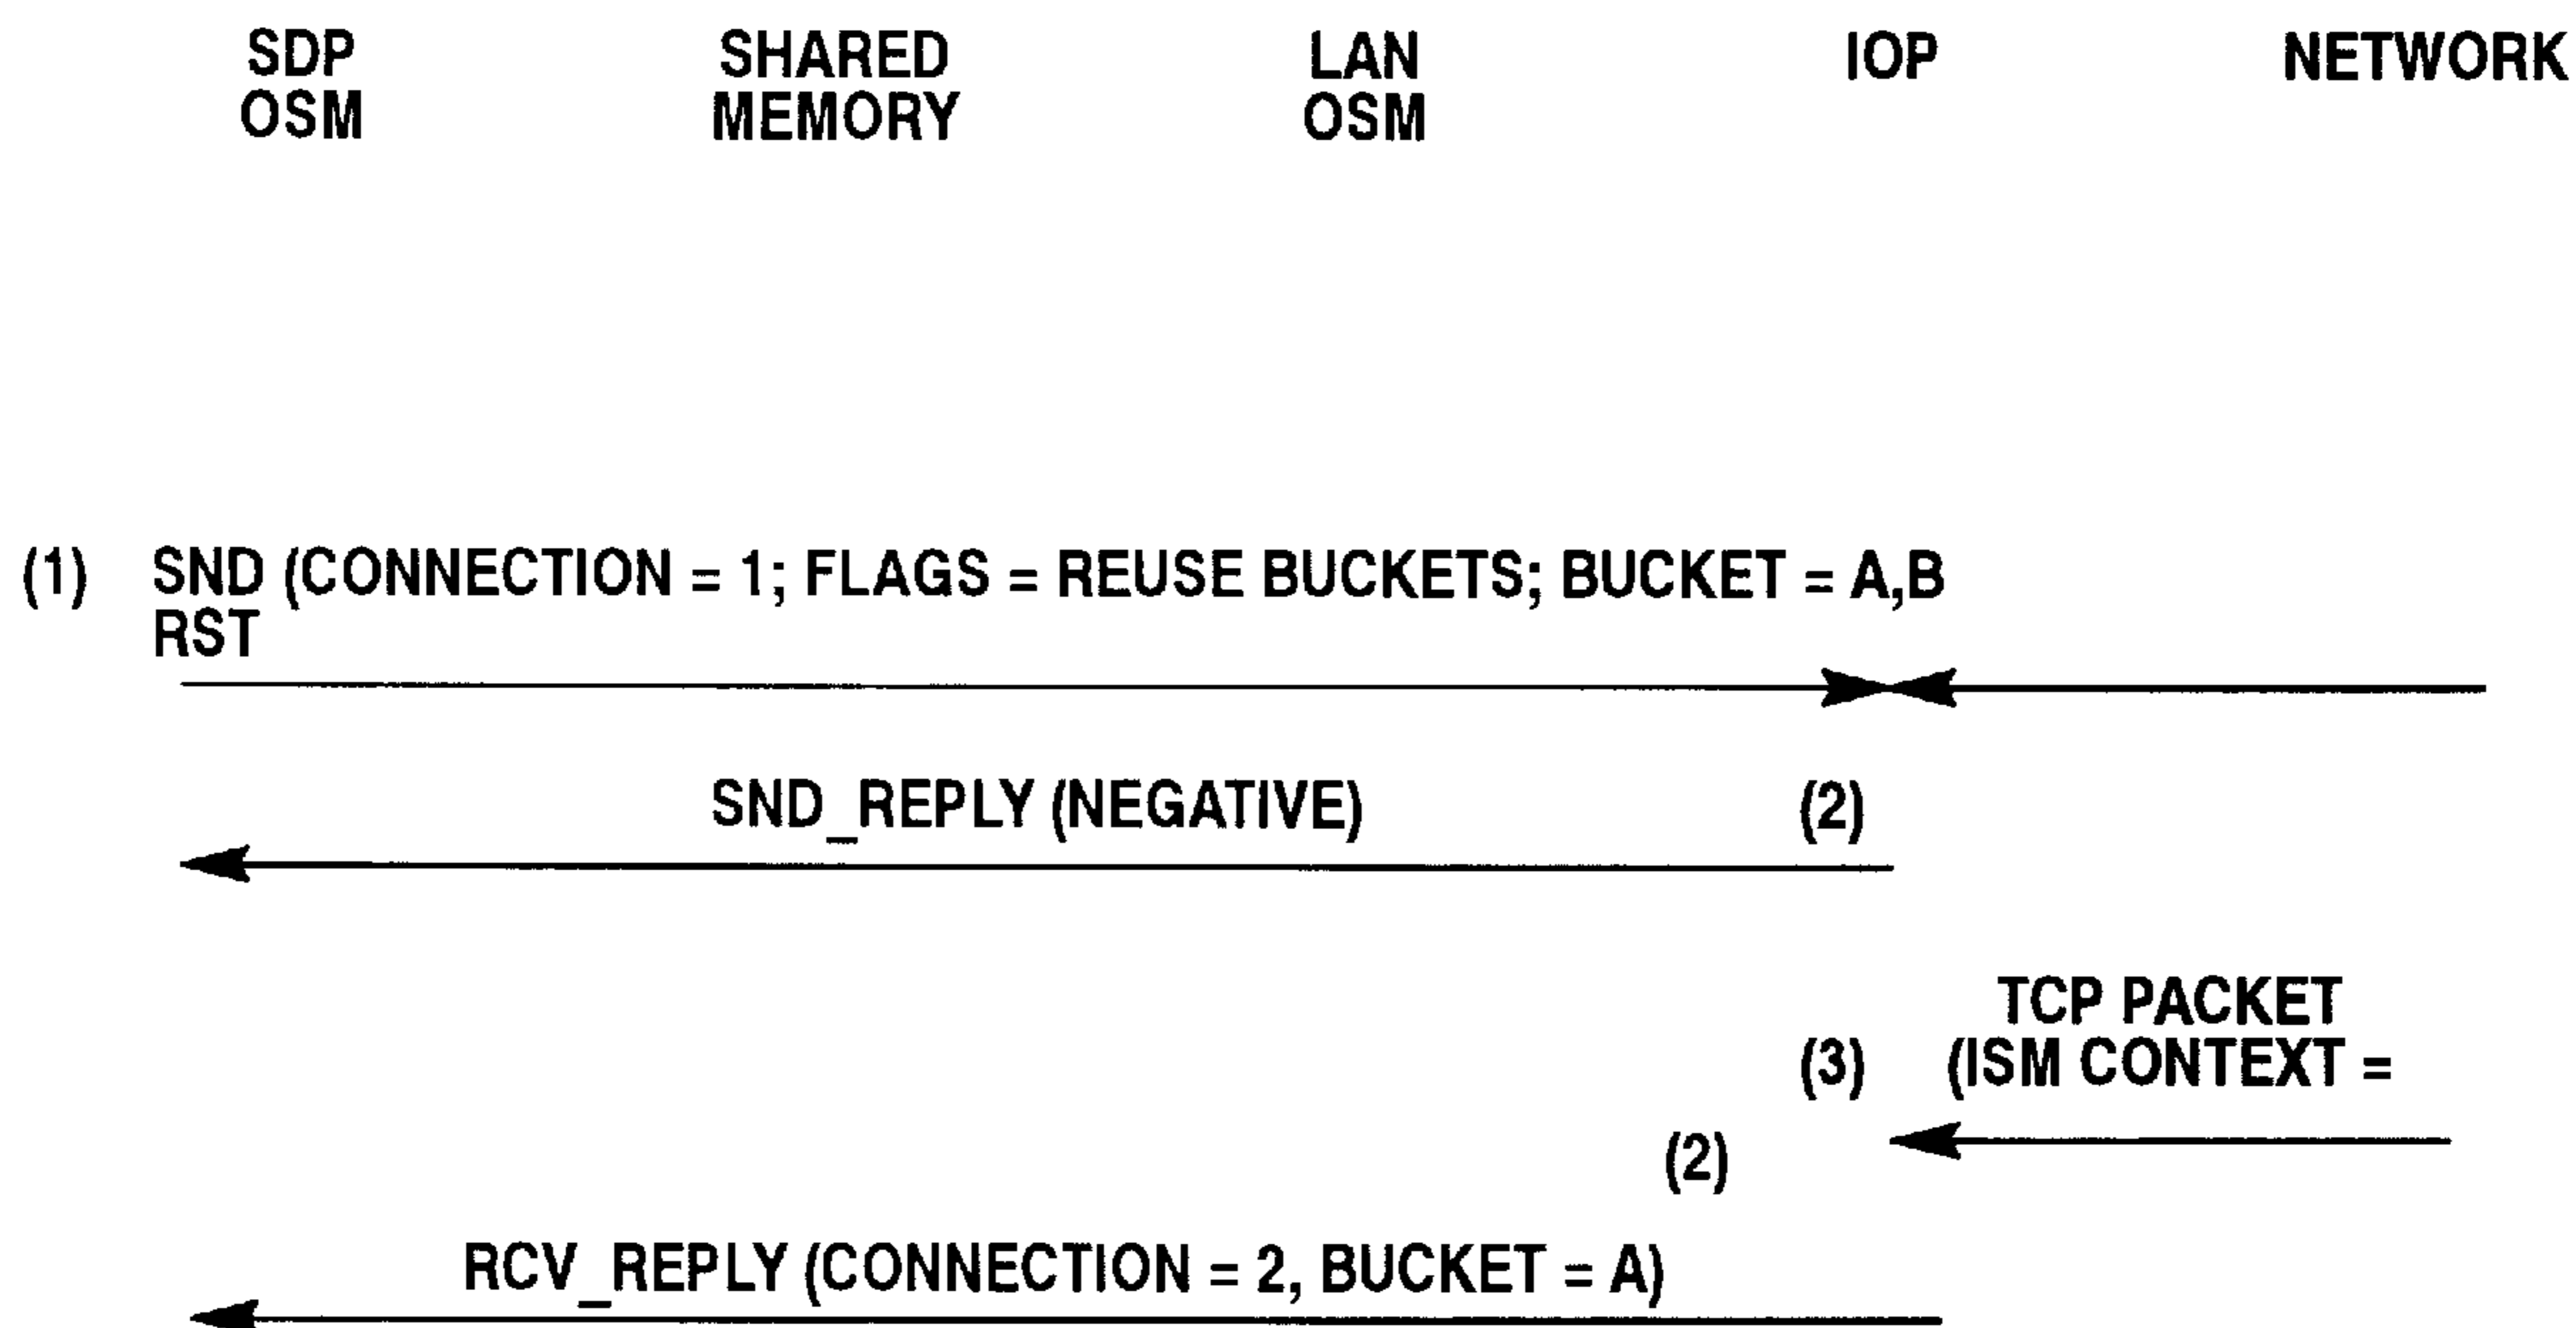 SDP
OSM
SHARED
MEMORY
LAN
OSM
IOP
NETWORK
(1) SND (CONNECTION = 1; FLAGS = REUSE BUCKETS; BUCKET = A,B
RST
SND_REPLY (NEGATIVE) (2)
TCP PACKET
(3) (ISM CONTEXT =
(2)
RCV_REPLY (CONNECTION = 2, BUCKET = A)